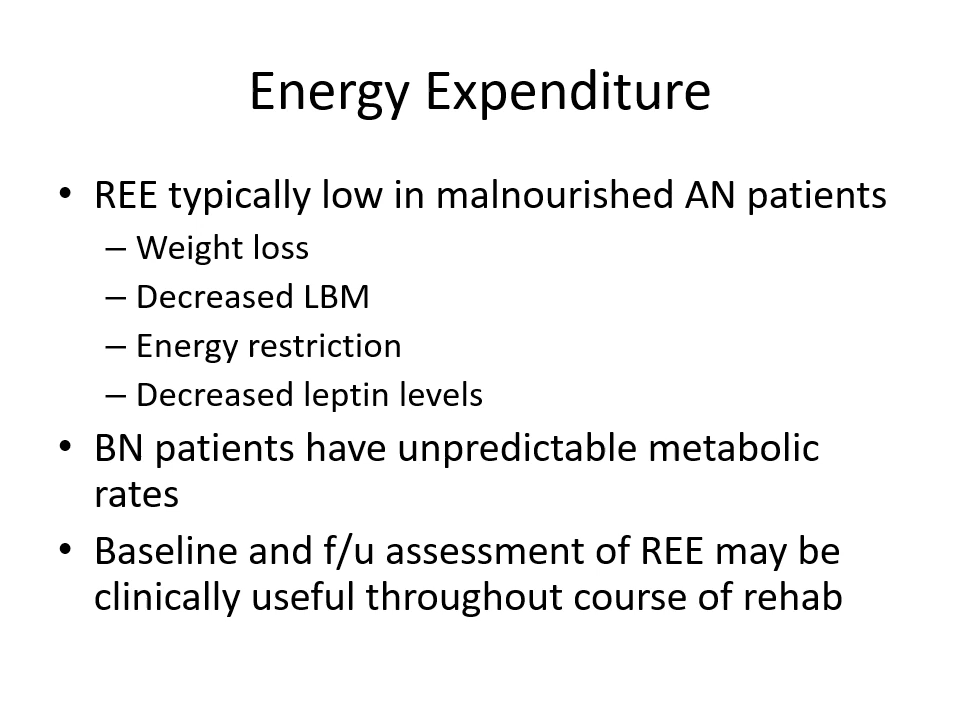 Energy Expenditure
• REE typically low in malnourished AN patients
– Weight loss
– Decreased LBM
– Energy restriction
– Decreased leptin levels
• BN patients have unpredictable metabolic
rates
• Baseline and f/u assessment of REE may be
clinically useful throughout course of rehab